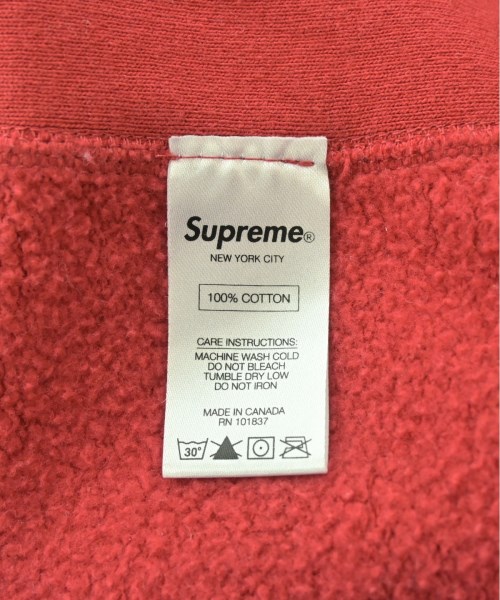 Supreme®
NEW YORK CITY
100% COTTON
CARE INSTRUCTIONS:
MACHINE WASH COLD
DO NOT BLEACH
TUMBLE DRY LOW
DO NOT IRON
MADE IN CANADA
RN 101837
30°